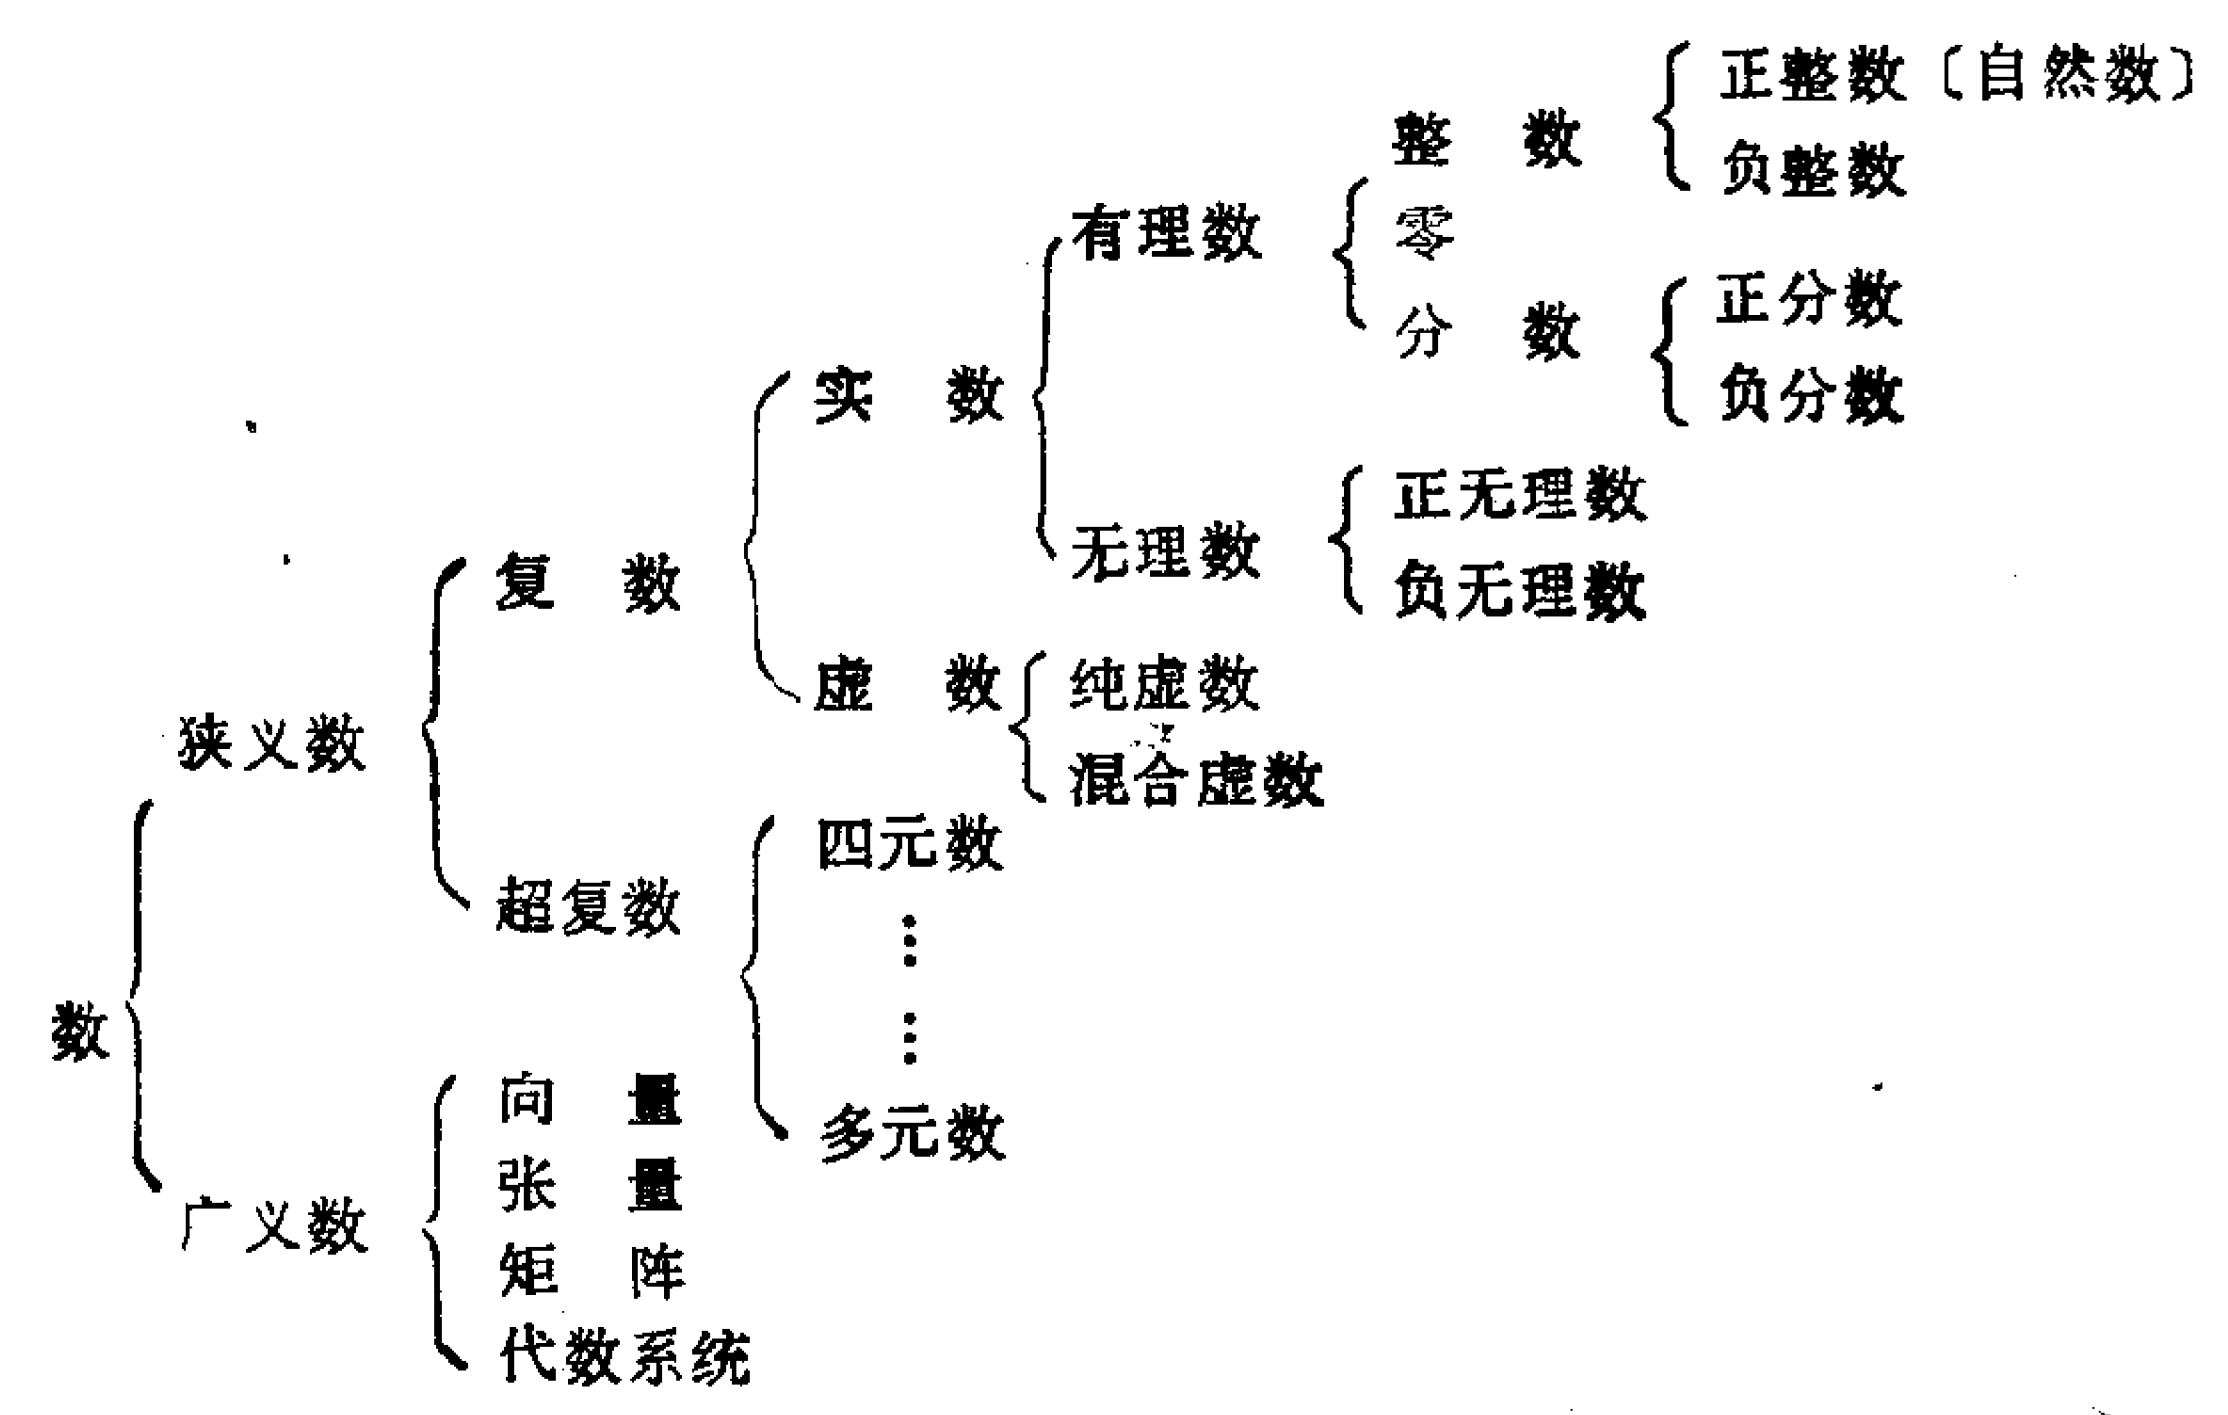 正整数〔自然数〕
整 数
负整数
有理数
零
正分数
分 数
负分数
实 数
正无理数
无理数
负无理数
复 数
虚 数
纯虚数
混合虚数
狭义数
四元数
超复数
⋮
⋮
数
多元数
向 量
张 量
广义数
矩 阵
代数系统